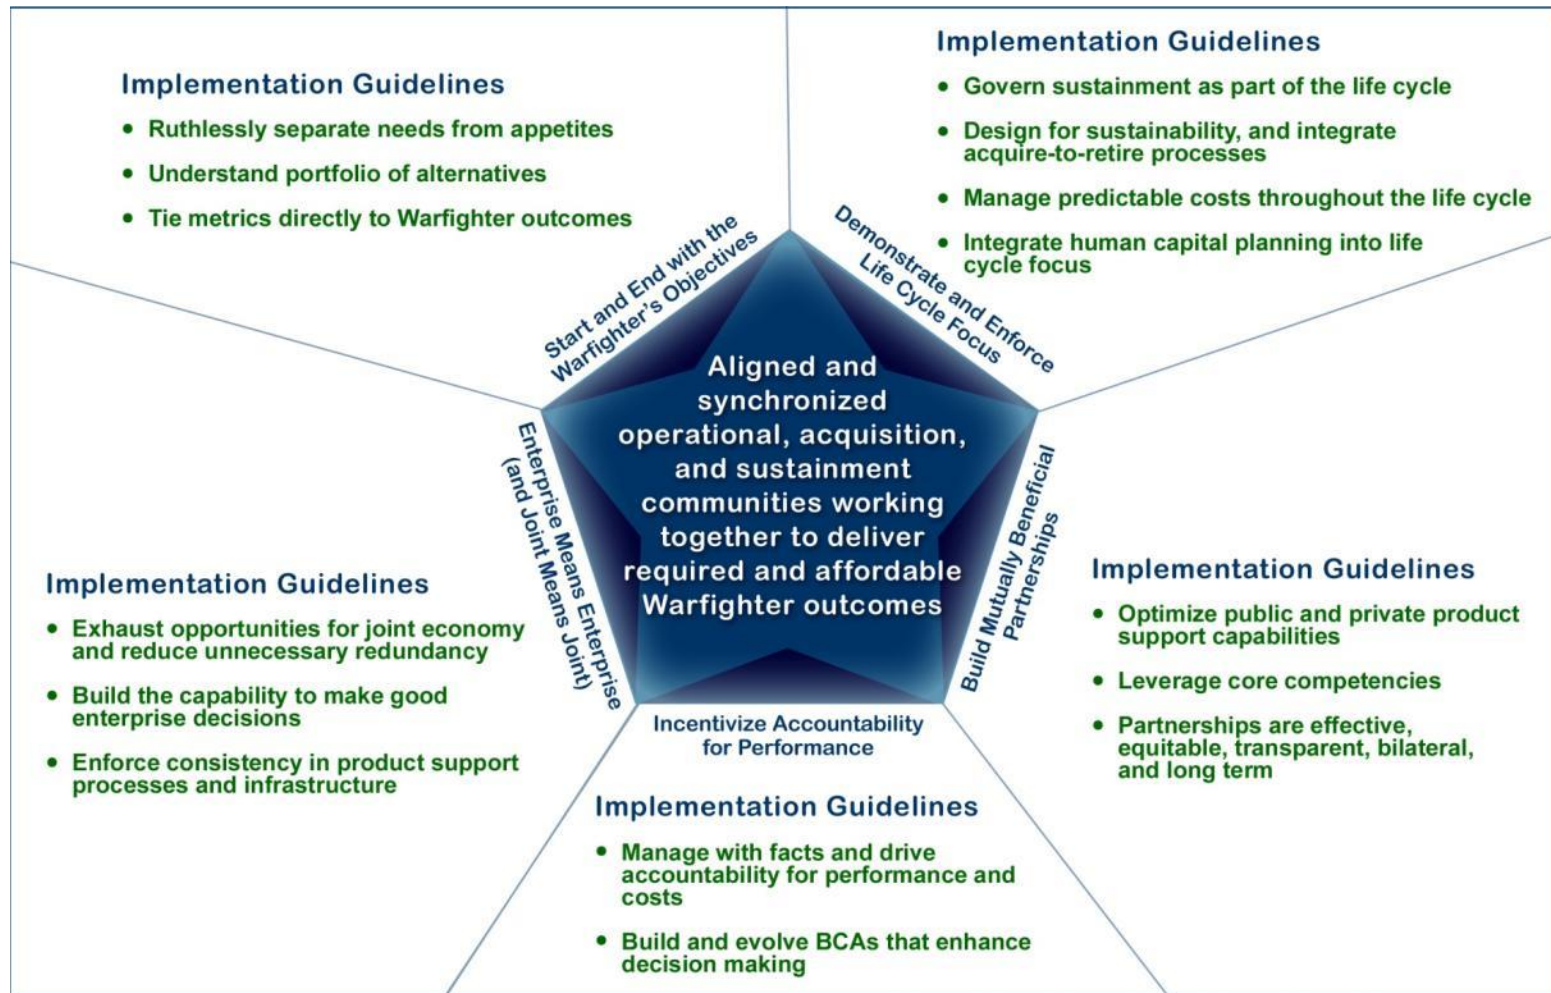 Implementation Guidelines
• Ruthlessly separate needs from appetites
• Understand portfolio of alternatives
• Tie metrics directly to Warfighter outcomes
Start and End with the
Warfighter's Objectives
Implementation Guidelines
• Govern sustainment as part of the life cycle
• Design for sustainability, and integrate
acquire-to-retire processes
• Manage predictable costs throughout the life cycle
• Integrate human capital planning into life
cycle focus
Demonstrate and Enforce
Life Cycle Focus
Aligned and
synchronized
operational, acquisition,
and sustainment
communities working
together to deliver
required and affordable
Warfighter outcomes
Enterprise Means Enterprise
(and Joint Means Joint)
Implementation Guidelines
• Exhaust opportunities for joint economy
and reduce unnecessary redundancy
• Build the capability to make good
enterprise decisions
• Enforce consistency in product support
processes and infrastructure
Build Mutually Beneficial
Partnerships
Implementation Guidelines
• Optimize public and private product
support capabilities
• Leverage core competencies
• Partnerships are effective,
equitable, transparent, bilateral,
and long term
Incentivize Accountability
for Performance
Implementation Guidelines
• Manage with facts and drive
accountability for performance and
costs
• Build and evolve BCAs that enhance
decision making